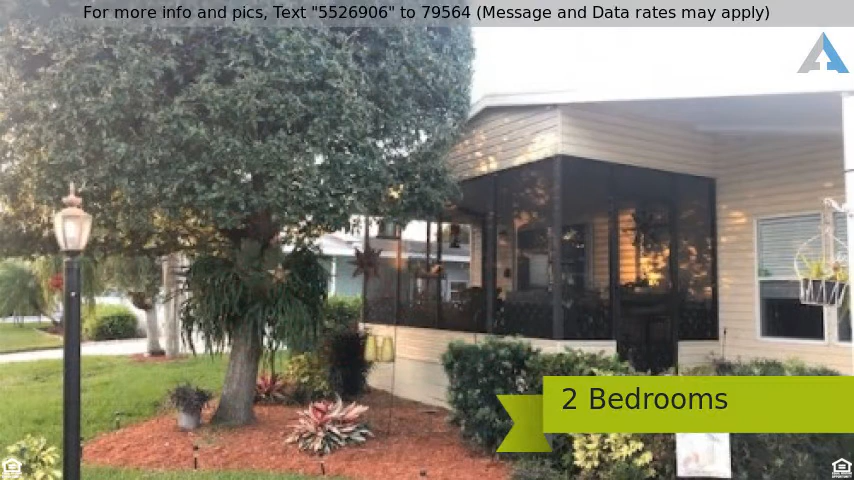 For more info and pics, Text "5526906" to 79564 (Message and Data rates may apply)
2 Bedrooms